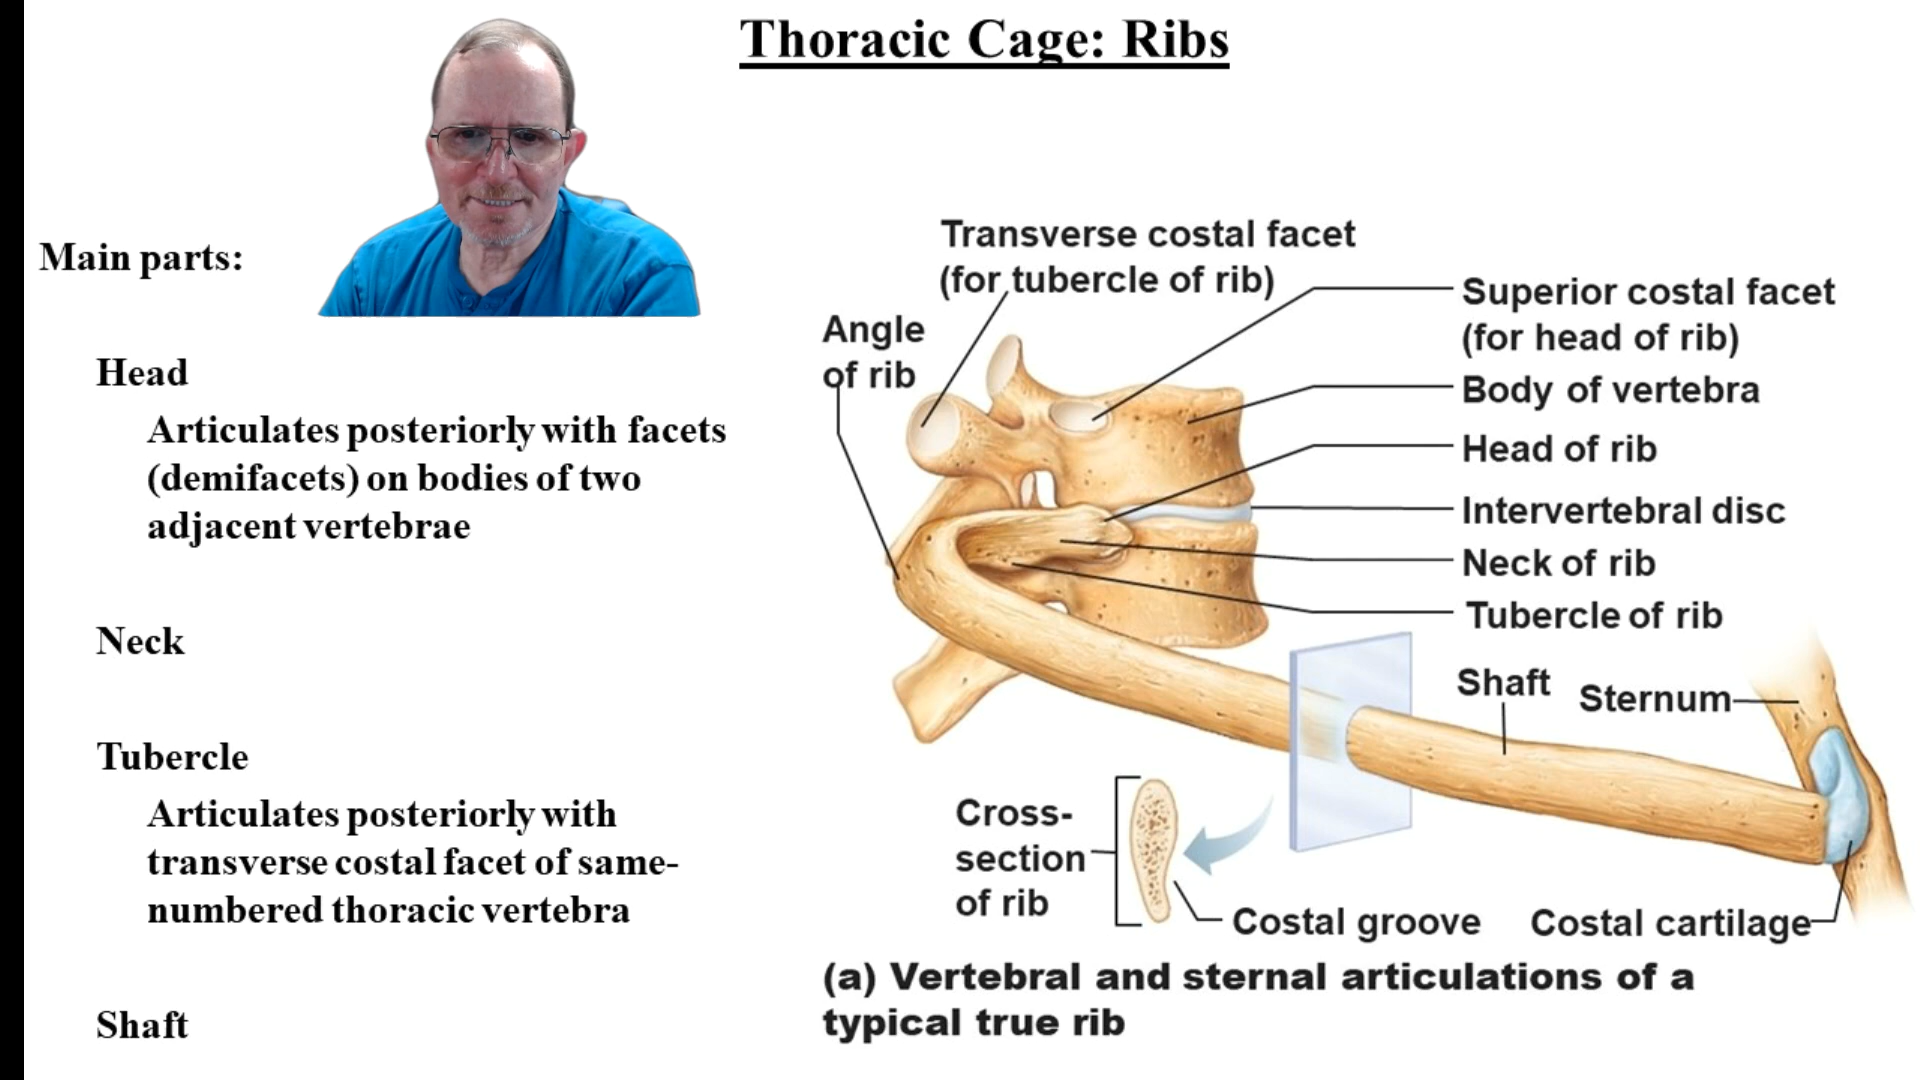 Thoracic Cage: Ribs
Main parts:
Head
Articulates posteriorly with facets
(demifacets) on bodies of two
adjacent vertebrae
Neck
Tubercle
Articulates posteriorly with
transverse costal facet of same-
numbered thoracic vertebra
Shaft
Transverse costal facet
(for tubercle of rib)
Angle
of rib
Superior costal facet
(for head of rib)
Body of vertebra
Head of rib
Intervertebral disc
Neck of rib
Tubercle of rib
Shaft
Sternum
Cross-
section
of rib
Costal groove
Costal cartilage
(a) Vertebral and sternal articulations of a
typical true rib